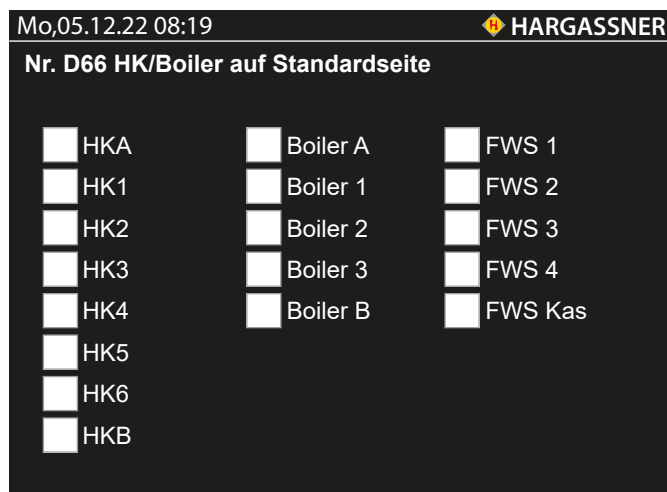 Mo,05.12.22 08:19 H HARGASSNER
Nr. D66 HK/Boiler auf Standardseite
HKA Boiler A FWS 1
HK1 Boiler 1 FWS 2
HK2 Boiler 2 FWS 3
HK3 Boiler 3 FWS 4
HK4 Boiler B FWS Kas
HK5
HK6
HKB